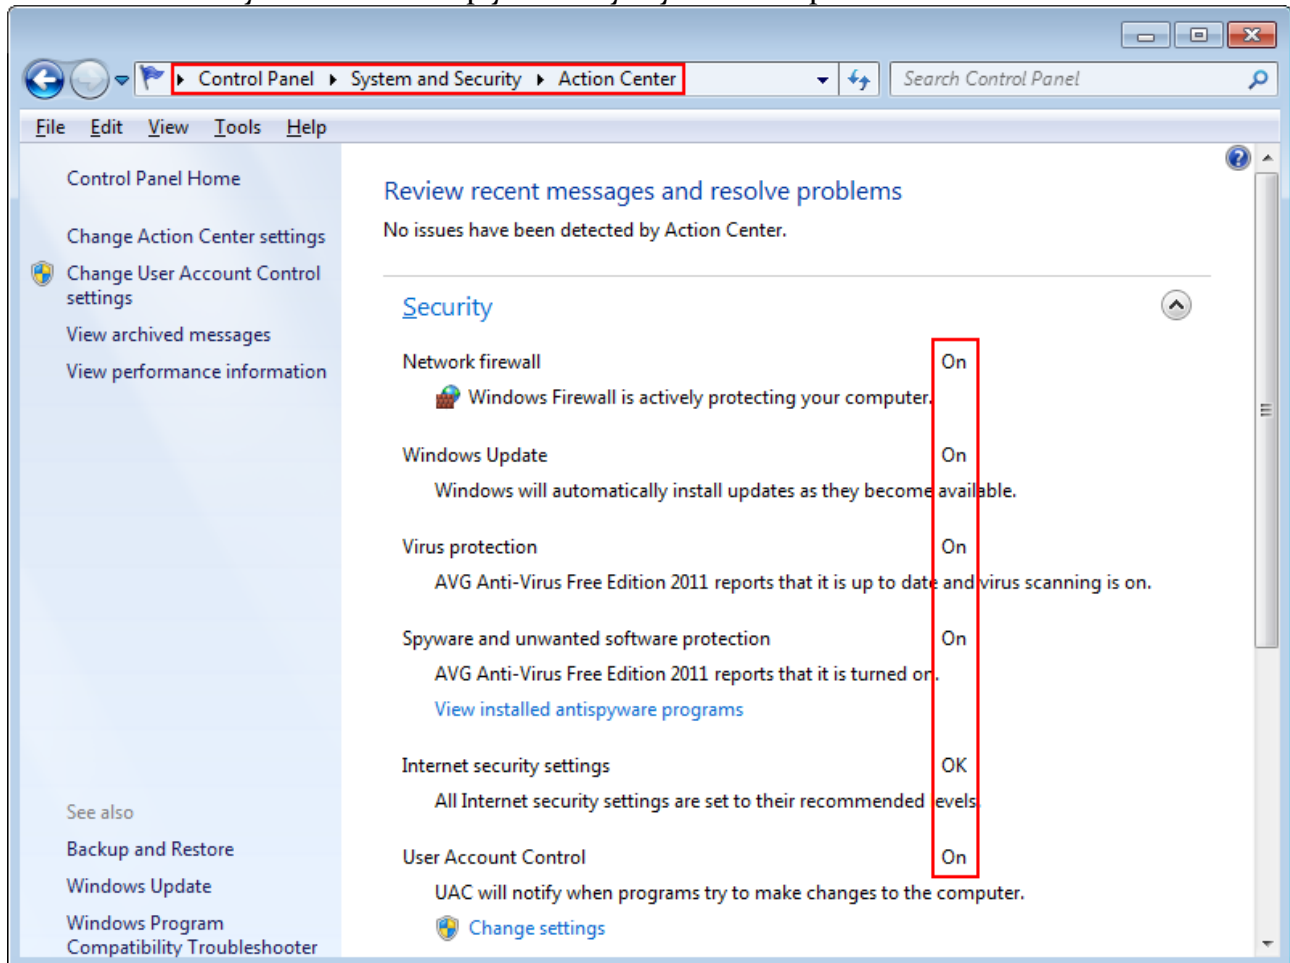 Control Panel ▸ System and Security ▸ Action Center
Search Control Panel
File Edit View Tools Help
Control Panel Home
Change Action Center settings
Change User Account Control
settings
View archived messages
View performance information
See also
Backup and Restore
Windows Update
Windows Program
Compatibility Troubleshooter
Review recent messages and resolve problems
No issues have been detected by Action Center.
Security
Network firewall On
Windows Firewall is actively protecting your computer.
Windows Update On
Windows will automatically install updates as they become available.
Virus protection On
AVG Anti-Virus Free Edition 2011 reports that it is up to date and virus scanning is on.
Spyware and unwanted software protection On
AVG Anti-Virus Free Edition 2011 reports that it is turned on.
View installed antispyware programs
Internet security settings OK
All Internet security settings are set to their recommended levels.
User Account Control On
UAC will notify when programs try to make changes to the computer.
Change settings